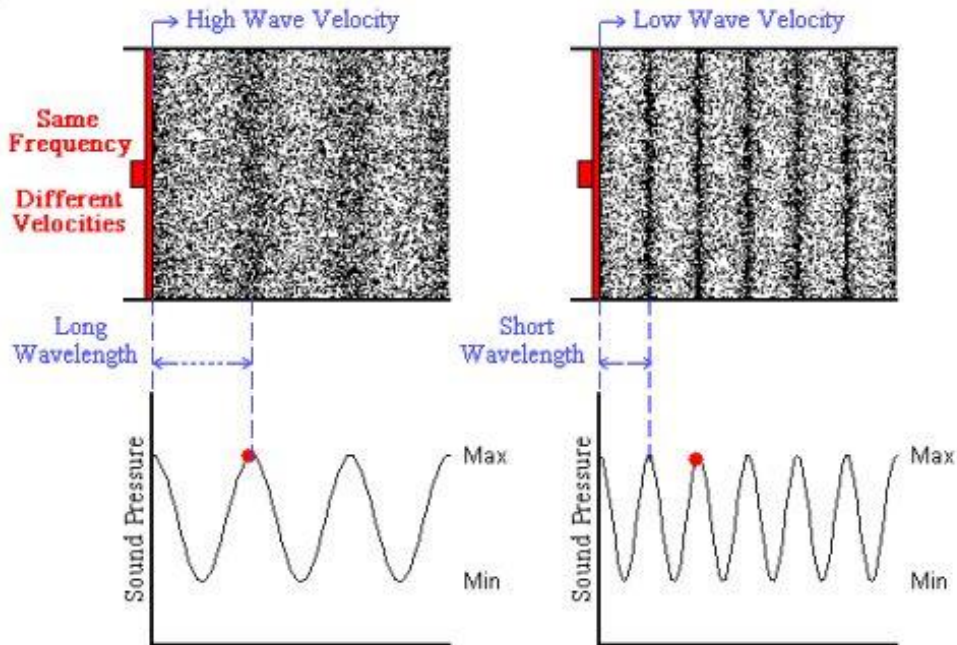 High Wave Velocity
Low Wave Velocity
Same
Frequency
Different
Velocities
Long
Wavelength
Short
Wavelength
Sound Pressure
Max
Min
Sound Pressure
Max
Min